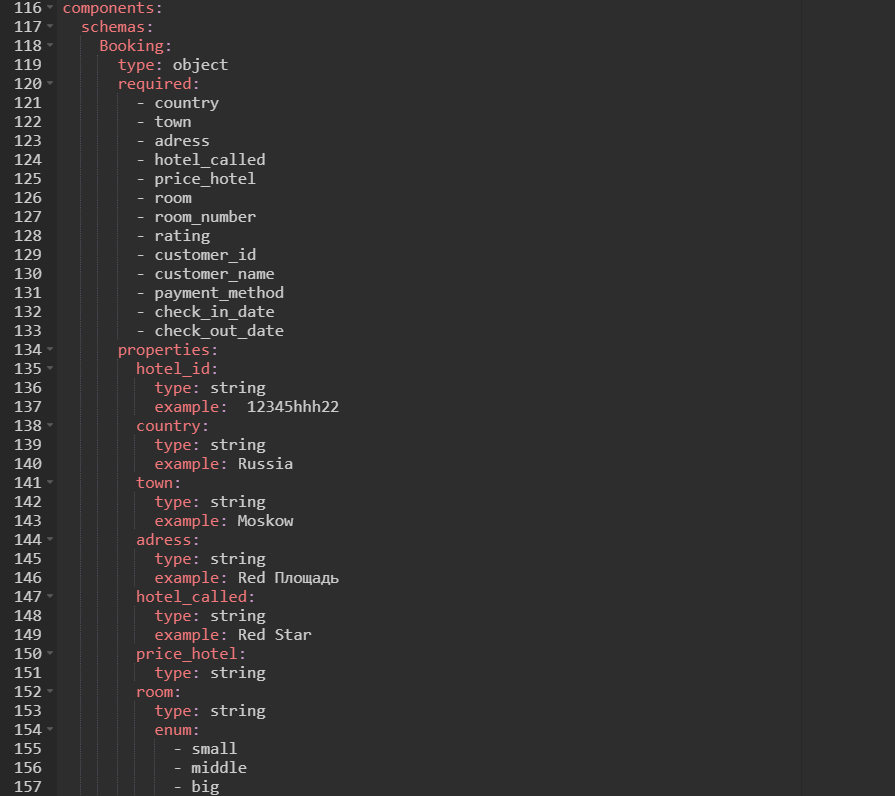 116 components:
117 schemas:
118 Booking:
119 type: object
120 required:
121 - country
122 - town
123 - adress
124 - hotel_called
125 - price_hotel
126 - room
127 - room_number
128 - rating
129 - customer_id
130 - customer_name
131 - payment_method
132 - check_in_date
133 - check_out_date
134 properties:
135 hotel_id:
136 type: string
137 example:  12345hhh22
138 country:
139 type: string
140 example: Russia
141 town:
142 type: string
143 example: Moskow
144 adress:
145 type: string
146 example: Red Площадь
147 hotel_called:
148 type: string
149 example: Red Star
150 price_hotel:
151 type: string
152 room:
153 type: string
154 enum:
155 - small
156 - middle
157 - big